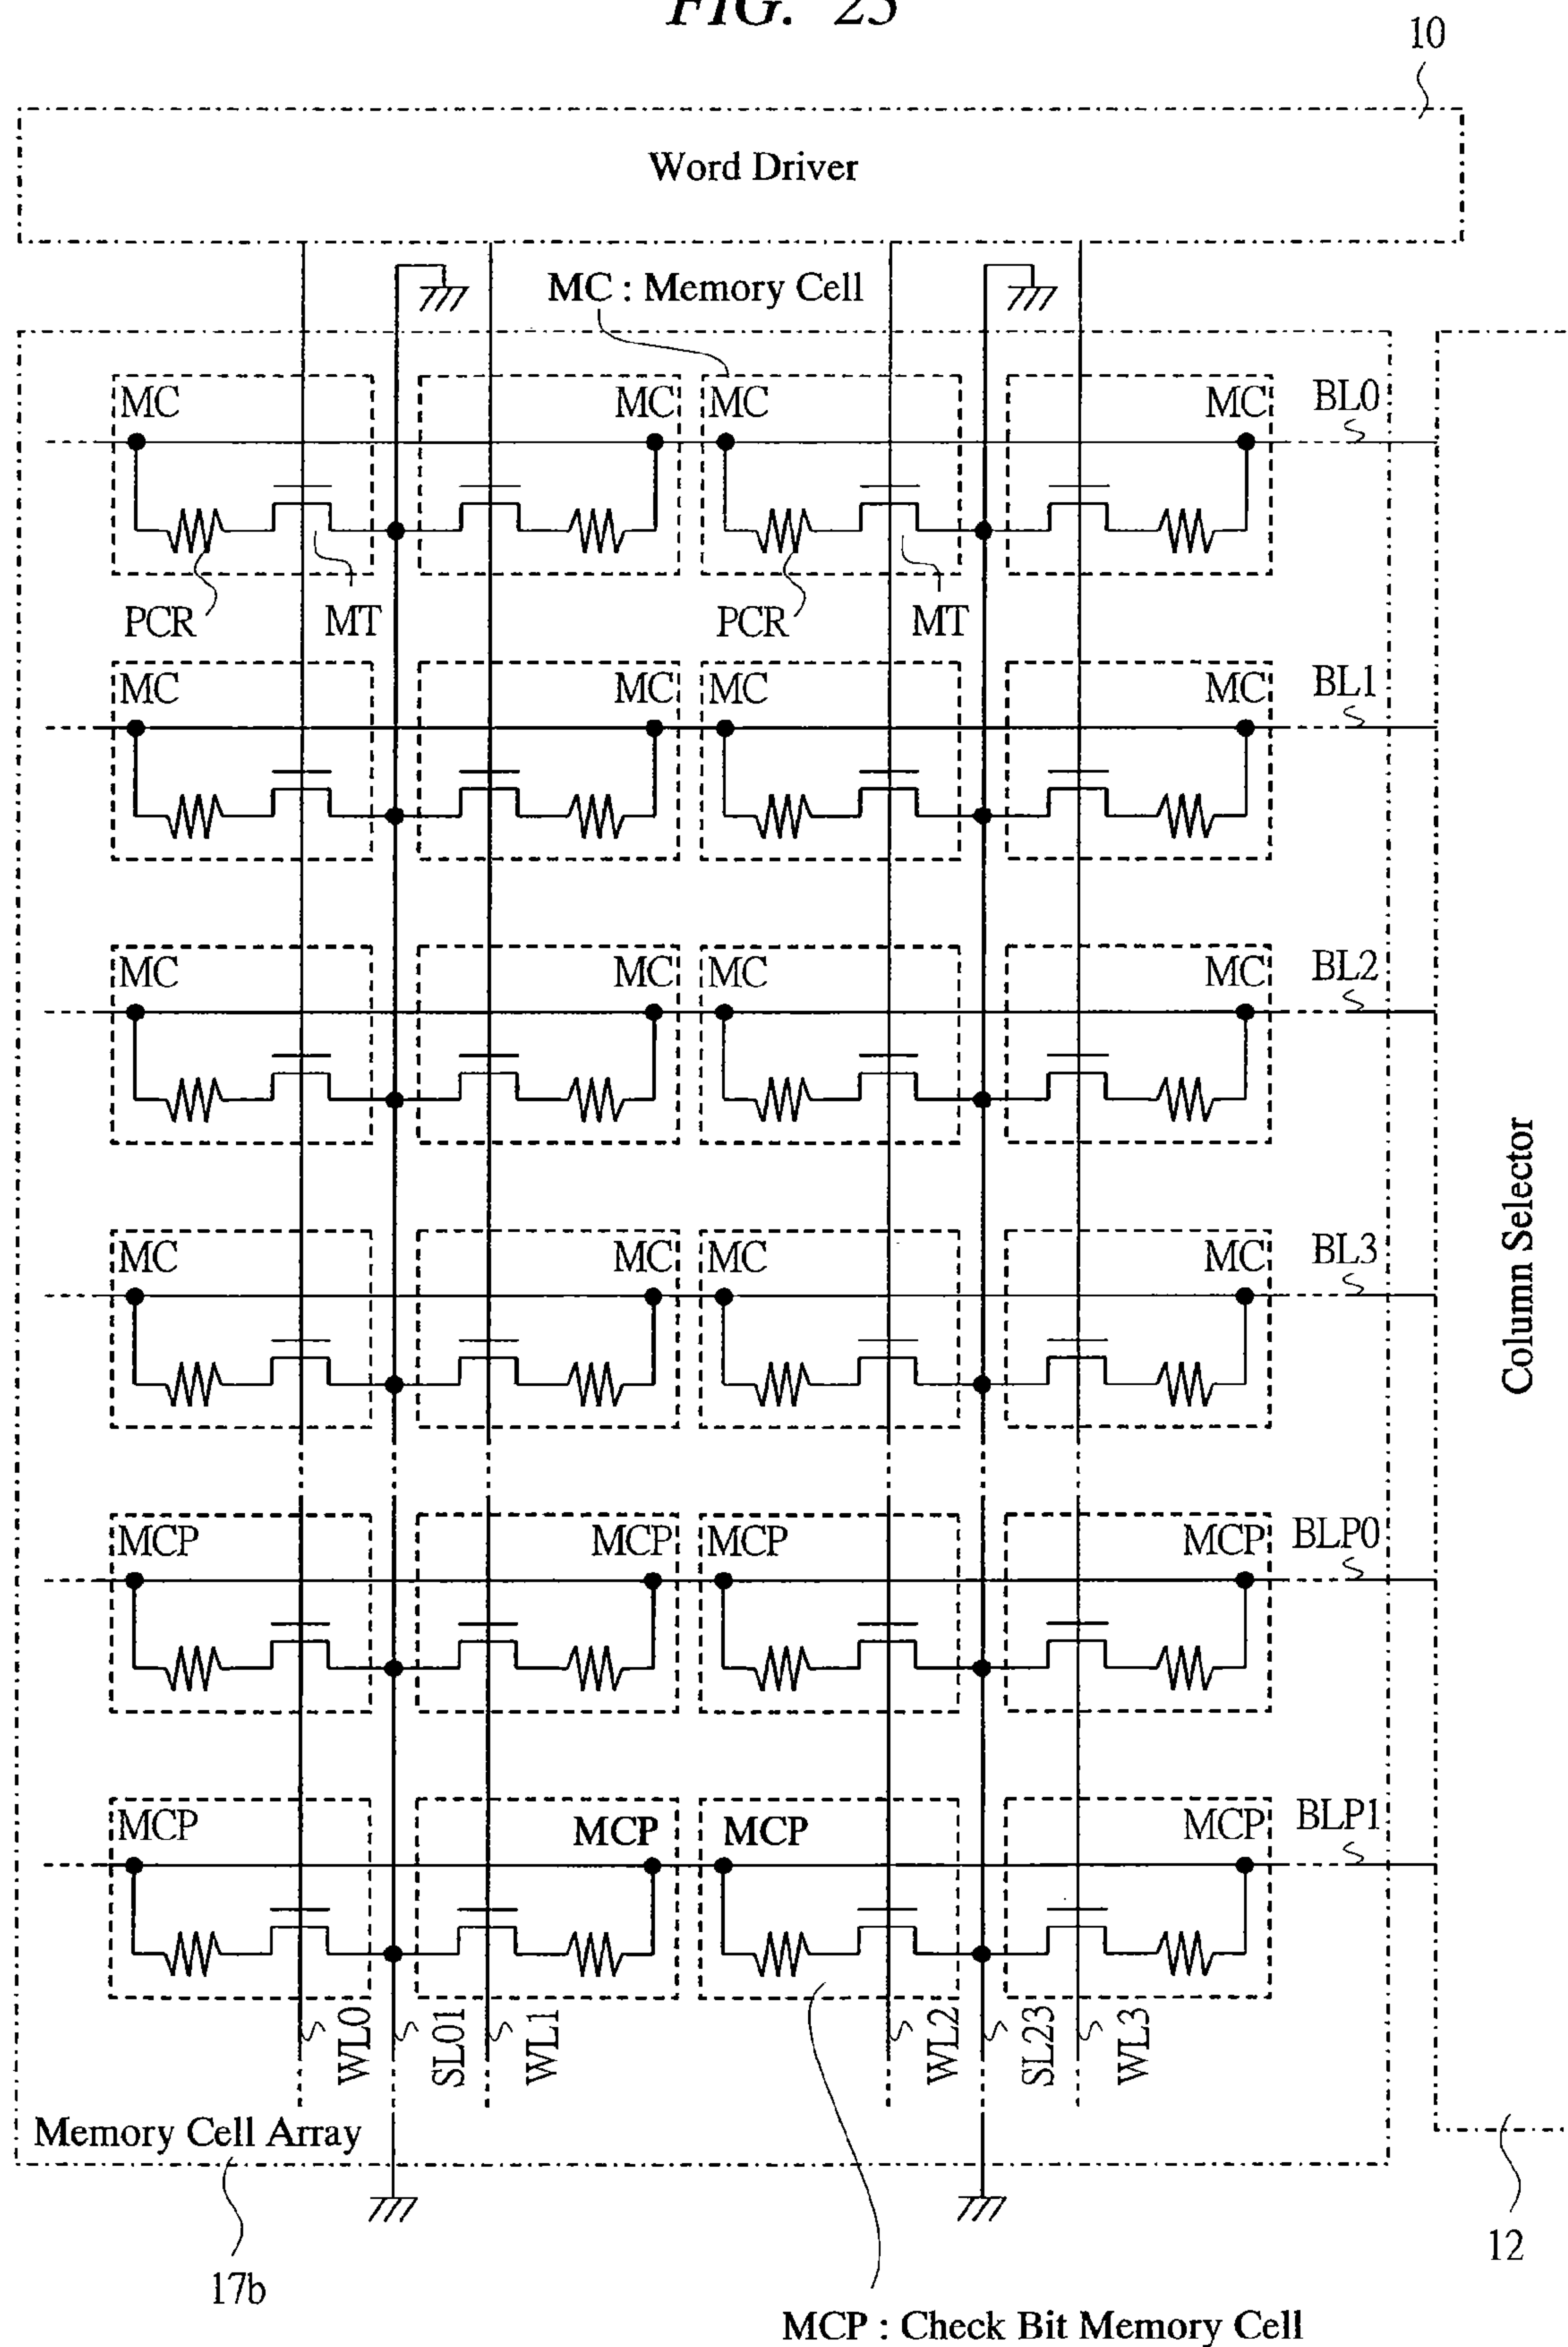 FIG. 25
10
Word Driver
MC : Memory Cell
MC MC MC MC BL0
PCR MT PCR MT
MC MC MC MC BL1
MC MC MC MC BL2
MC MC MC MC BL3
Column Selector
MCP MCP MCP MCP BLP0
MCP MCP MCP MCP BLP1
WL0 SL01 WL1 WL2 SL23 WL3
Memory Cell Array
17b
12
MCP : Check Bit Memory Cell